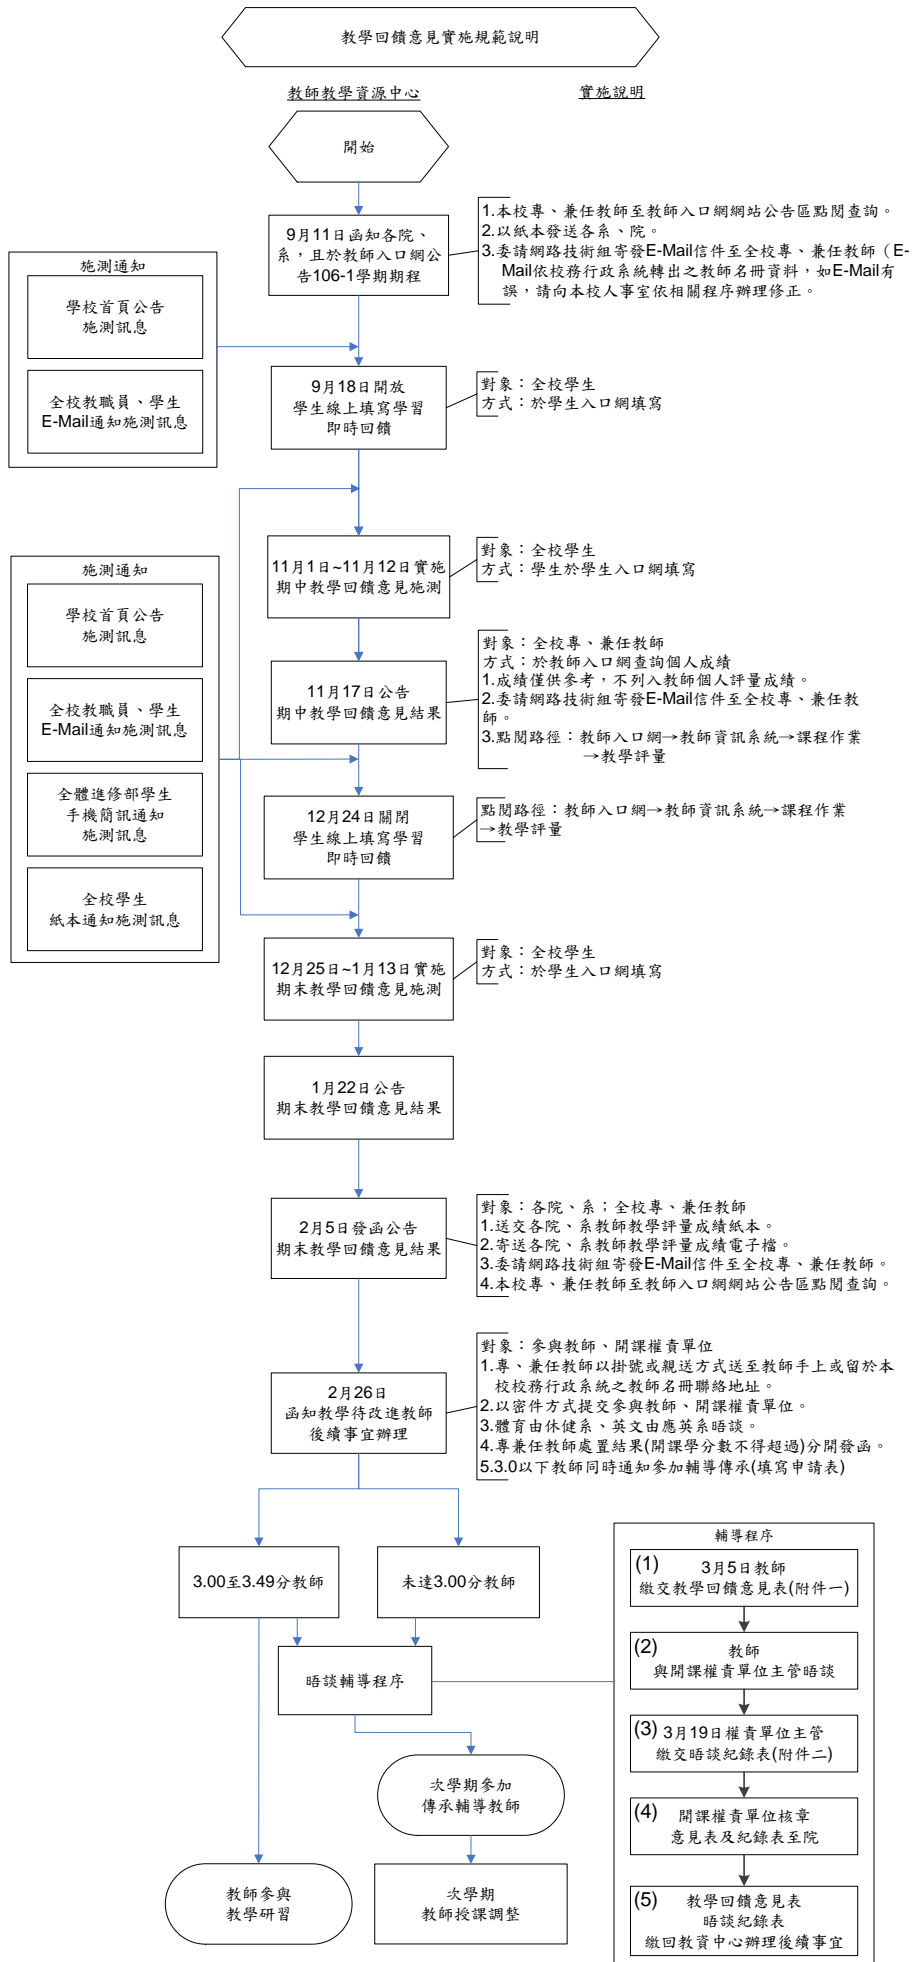 教學回饋意見實施規範說明
教師教學資源中心
實施說明
開始
9月11日函知各院、
系，且於教師入口網公
告106-1學期期程
1.本校專、兼任教師至教師入口網網站公告區點閱查詢。
2.以紙本發送各系、院。
3.委請網路技術組寄發E-Mail信件至全校專、兼任教師（E-
Mail依校務行政系統轉出之教師名冊資料，如E-Mail有
誤，請向本校人事室依相關程序辦理修正。
施測通知
學校首頁公告
施測訊息
全校教職員、學生
E-Mail通知施測訊息
9月18日開放
學生線上填寫學習
即時回饋
對象：全校學生
方式：於學生入口網填寫
施測通知
學校首頁公告
施測訊息
全校教職員、學生
E-Mail通知施測訊息
全體進修部學生
手機簡訊通知
施測訊息
全校學生
紙本通知施測訊息
11月1日~11月12日實施
期中教學回饋意見施測
對象：全校學生
方式：學生於學生入口網填寫
11月17日公告
期中教學回饋意見結果
對象：全校專、兼任教師
方式：於教師入口網查詢個人成績
1.成績僅供參考，不列入教師個人評量成績。
2.委請網路技術組寄發E-Mail信件至全校專、兼任教
師。
3.點閱路徑：教師入口網→教師資訊系統→課程作業
→教學評量
12月24日關閉
學生線上填寫學習
即時回饋
點閱路徑：教師入口網→教師資訊系統→課程作業
→教學評量
12月25日~1月13日實施
期末教學回饋意見施測
對象：全校學生
方式：於學生入口網填寫
1月22日公告
期末教學回饋意見結果
2月5日發函公告
期末教學回饋意見結果
對象：各院、系；全校專、兼任教師
1.送交各院、系教師教學評量成績紙本。
2.寄送各院、系教師教學評量成績電子檔。
3.委請網路技術組寄發E-Mail信件至全校專、兼任教師。
4.本校專、兼任教師至教師入口網網站公告區點閱查詢。
2月26日
函知教學待改進教師
後續事宜辦理
對象：參與教師、開課權責單位
1.專、兼任教師以掛號或親送方式送至教師手上或留於本
校校務行政系統之教師名冊聯絡地址。
2.以密件方式提交參與教師、開課權責單位。
3.體育由休健系、英文由應英系晤談。
4.專兼任教師處置結果(開課學分數不得超過)分開發函。
5.3.0以下教師同時通知參加輔導傳承(填寫申請表)
3.00至3.49分教師
未達3.00分教師
晤談輔導程序
次學期參加
傳承輔導教師
教師參與
教學研習
次學期
教師授課調整
輔導程序
(1) 3月5日教師
繳交教學回饋意見表(附件一)
(2) 教師
與開課權責單位主管晤談
(3) 3月19日權責單位主管
繳交晤談紀錄表(附件二)
(4) 開課權責單位核章
意見表及紀錄表至院
(5) 教學回饋意見表
晤談紀錄表
繳回教資中心辦理後續事宜